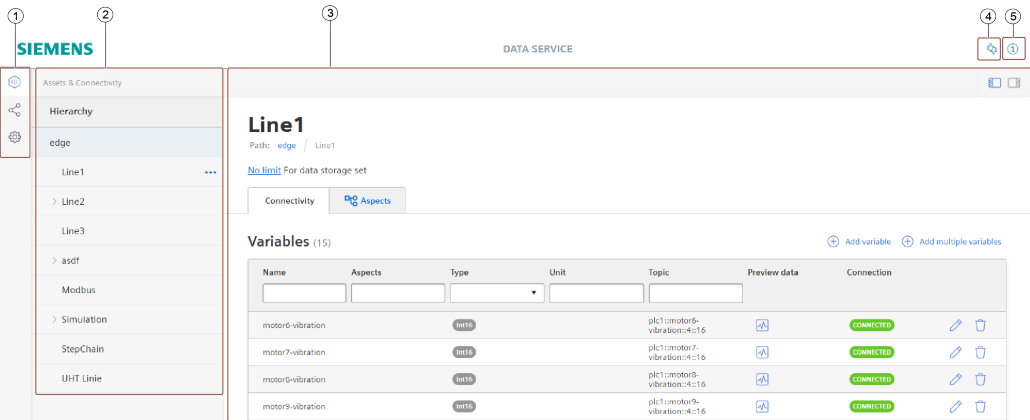 1 2 3 4 5
SIEMENS DATA SERVICE
Assets & Connectivity
Hierarchy
edge
Line1
Line2
Line3
asdf
Modbus
Simulation
StepChain
UHT Linie
Line1
Path: edge / Line1
No limit For data storage set
Connectivity Aspects
Variables (15) Add variable Add multiple variables
Name Aspects Type Unit Topic Preview data Connection
motor6-vibration Int16 plc1::motor6-
vibration::4::16 CONNECTED
motor7-vibration Int16 plc1::motor7-
vibration::4::16 CONNECTED
motor8-vibration Int16 plc1::motor8-
vibration::4::16 CONNECTED
motor9-vibration Int16 plc1::motor9-
vibration::4::16 CONNECTED